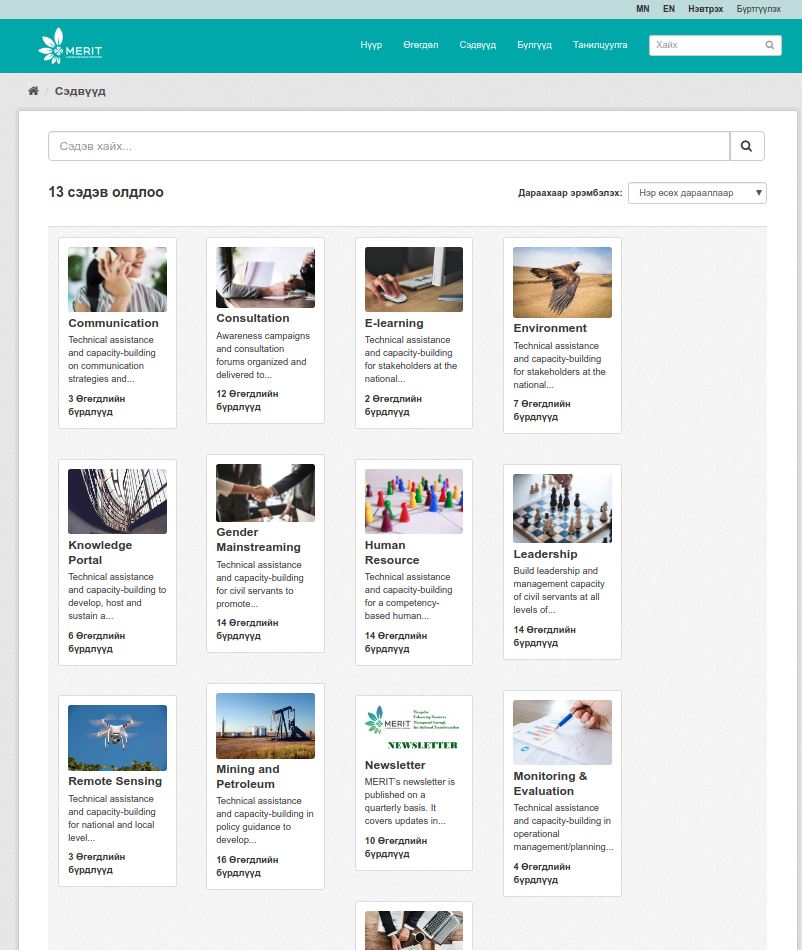 MN EN Нэвтрэх Бүртгүүлэх
MERIT
Нүүр Өгөгдөл Сэдвүүд Бүлгүүд Танилцуулга Хайх
/ Сэдвүүд
Сэдэв хайх...
13 сэдэв олдлоо
Дараахаар эрэмбэлэх: Нэр өсөх дарааллаар
Communication
Technical assistance
and capacity-building
on communication
strategies and...
3 Өгөгдлийн
бүрдлүүд
Consultation
Awareness campaigns
and consultation
forums organized and
delivered to...
12 Өгөгдлийн
бүрдлүүд
E-learning
Technical assistance
and capacity-building
for stakeholders at the
national...
2 Өгөгдлийн
бүрдлүүд
Environment
Technical assistance
and capacity-building
for stakeholders at the
national...
7 Өгөгдлийн
бүрдлүүд
Knowledge
Portal
Technical assistance
and capacity-building to
develop, host and
sustain a...
6 Өгөгдлийн
бүрдлүүд
Gender
Mainstreaming
Technical assistance
and capacity-building
for civil servants to
promote...
14 Өгөгдлийн
бүрдлүүд
Human
Resource
Technical assistance
and capacity-building
for a competency-
based human...
14 Өгөгдлийн
бүрдлүүд
Leadership
Build leadership and
management capacity
of civil servants at all
levels of...
14 Өгөгдлийн
бүрдлүүд
Remote Sensing
Technical assistance
and capacity-building
for national and local
level...
3 Өгөгдлийн
бүрдлүүд
Mining and
Petroleum
Technical assistance
and capacity-building in
policy guidance to
develop...
16 Өгөгдлийн
бүрдлүүд
MERIT
NEWSLETTER
Newsletter
MERIT's newsletter is
published on a
quarterly basis. It
covers updates in...
10 Өгөгдлийн
бүрдлүүд
Monitoring &
Evaluation
Technical assistance
and capacity-building in
operational
management/planning...
4 Өгөгдлийн
бүрдлүүд